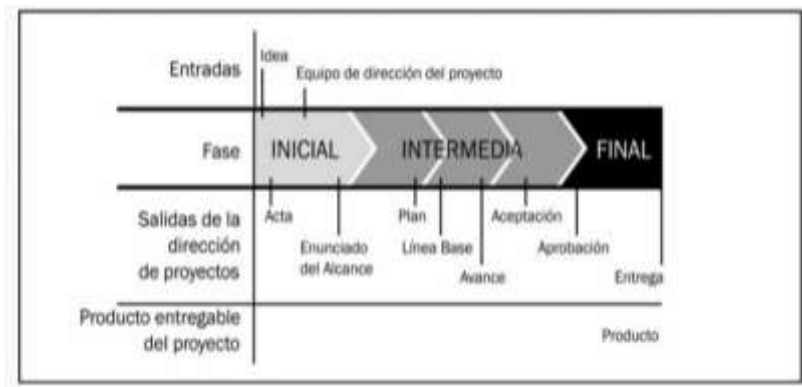 Idea
Entradas
Equipo de dirección del proyecto
Fase
INICIAL
INTERMEDIA
FINAL
Salidas de la
dirección
de proyectos
Acta
Plan
Aceptación
Enunciado
del Alcance
Línea Base
Aprobación
Avance
Entrega
Producto entregable
del proyecto
Producto